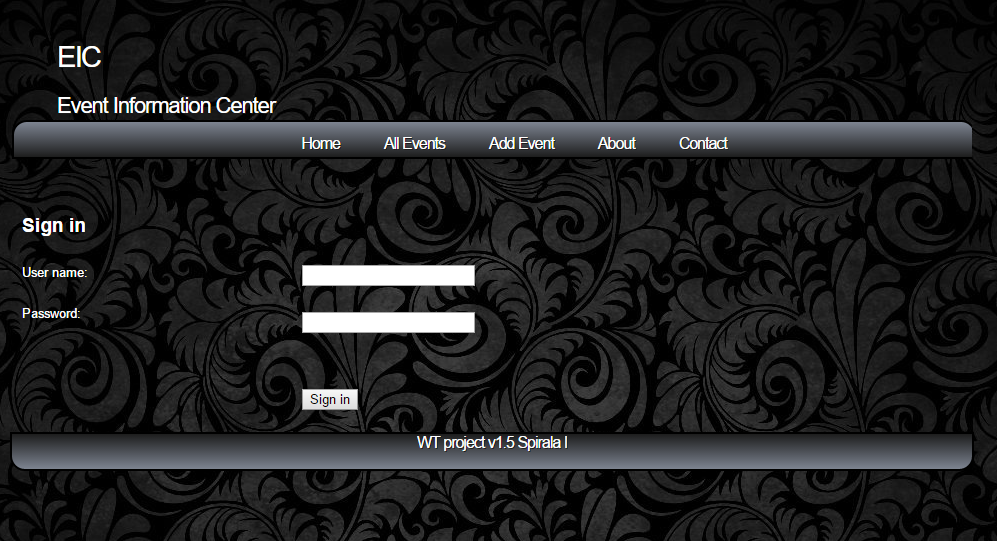 EIC
Event Information Center
Home All Events Add Event About Contact
Sign in
User name:
Password:
Sign in
WT project v1.5 Spirala I